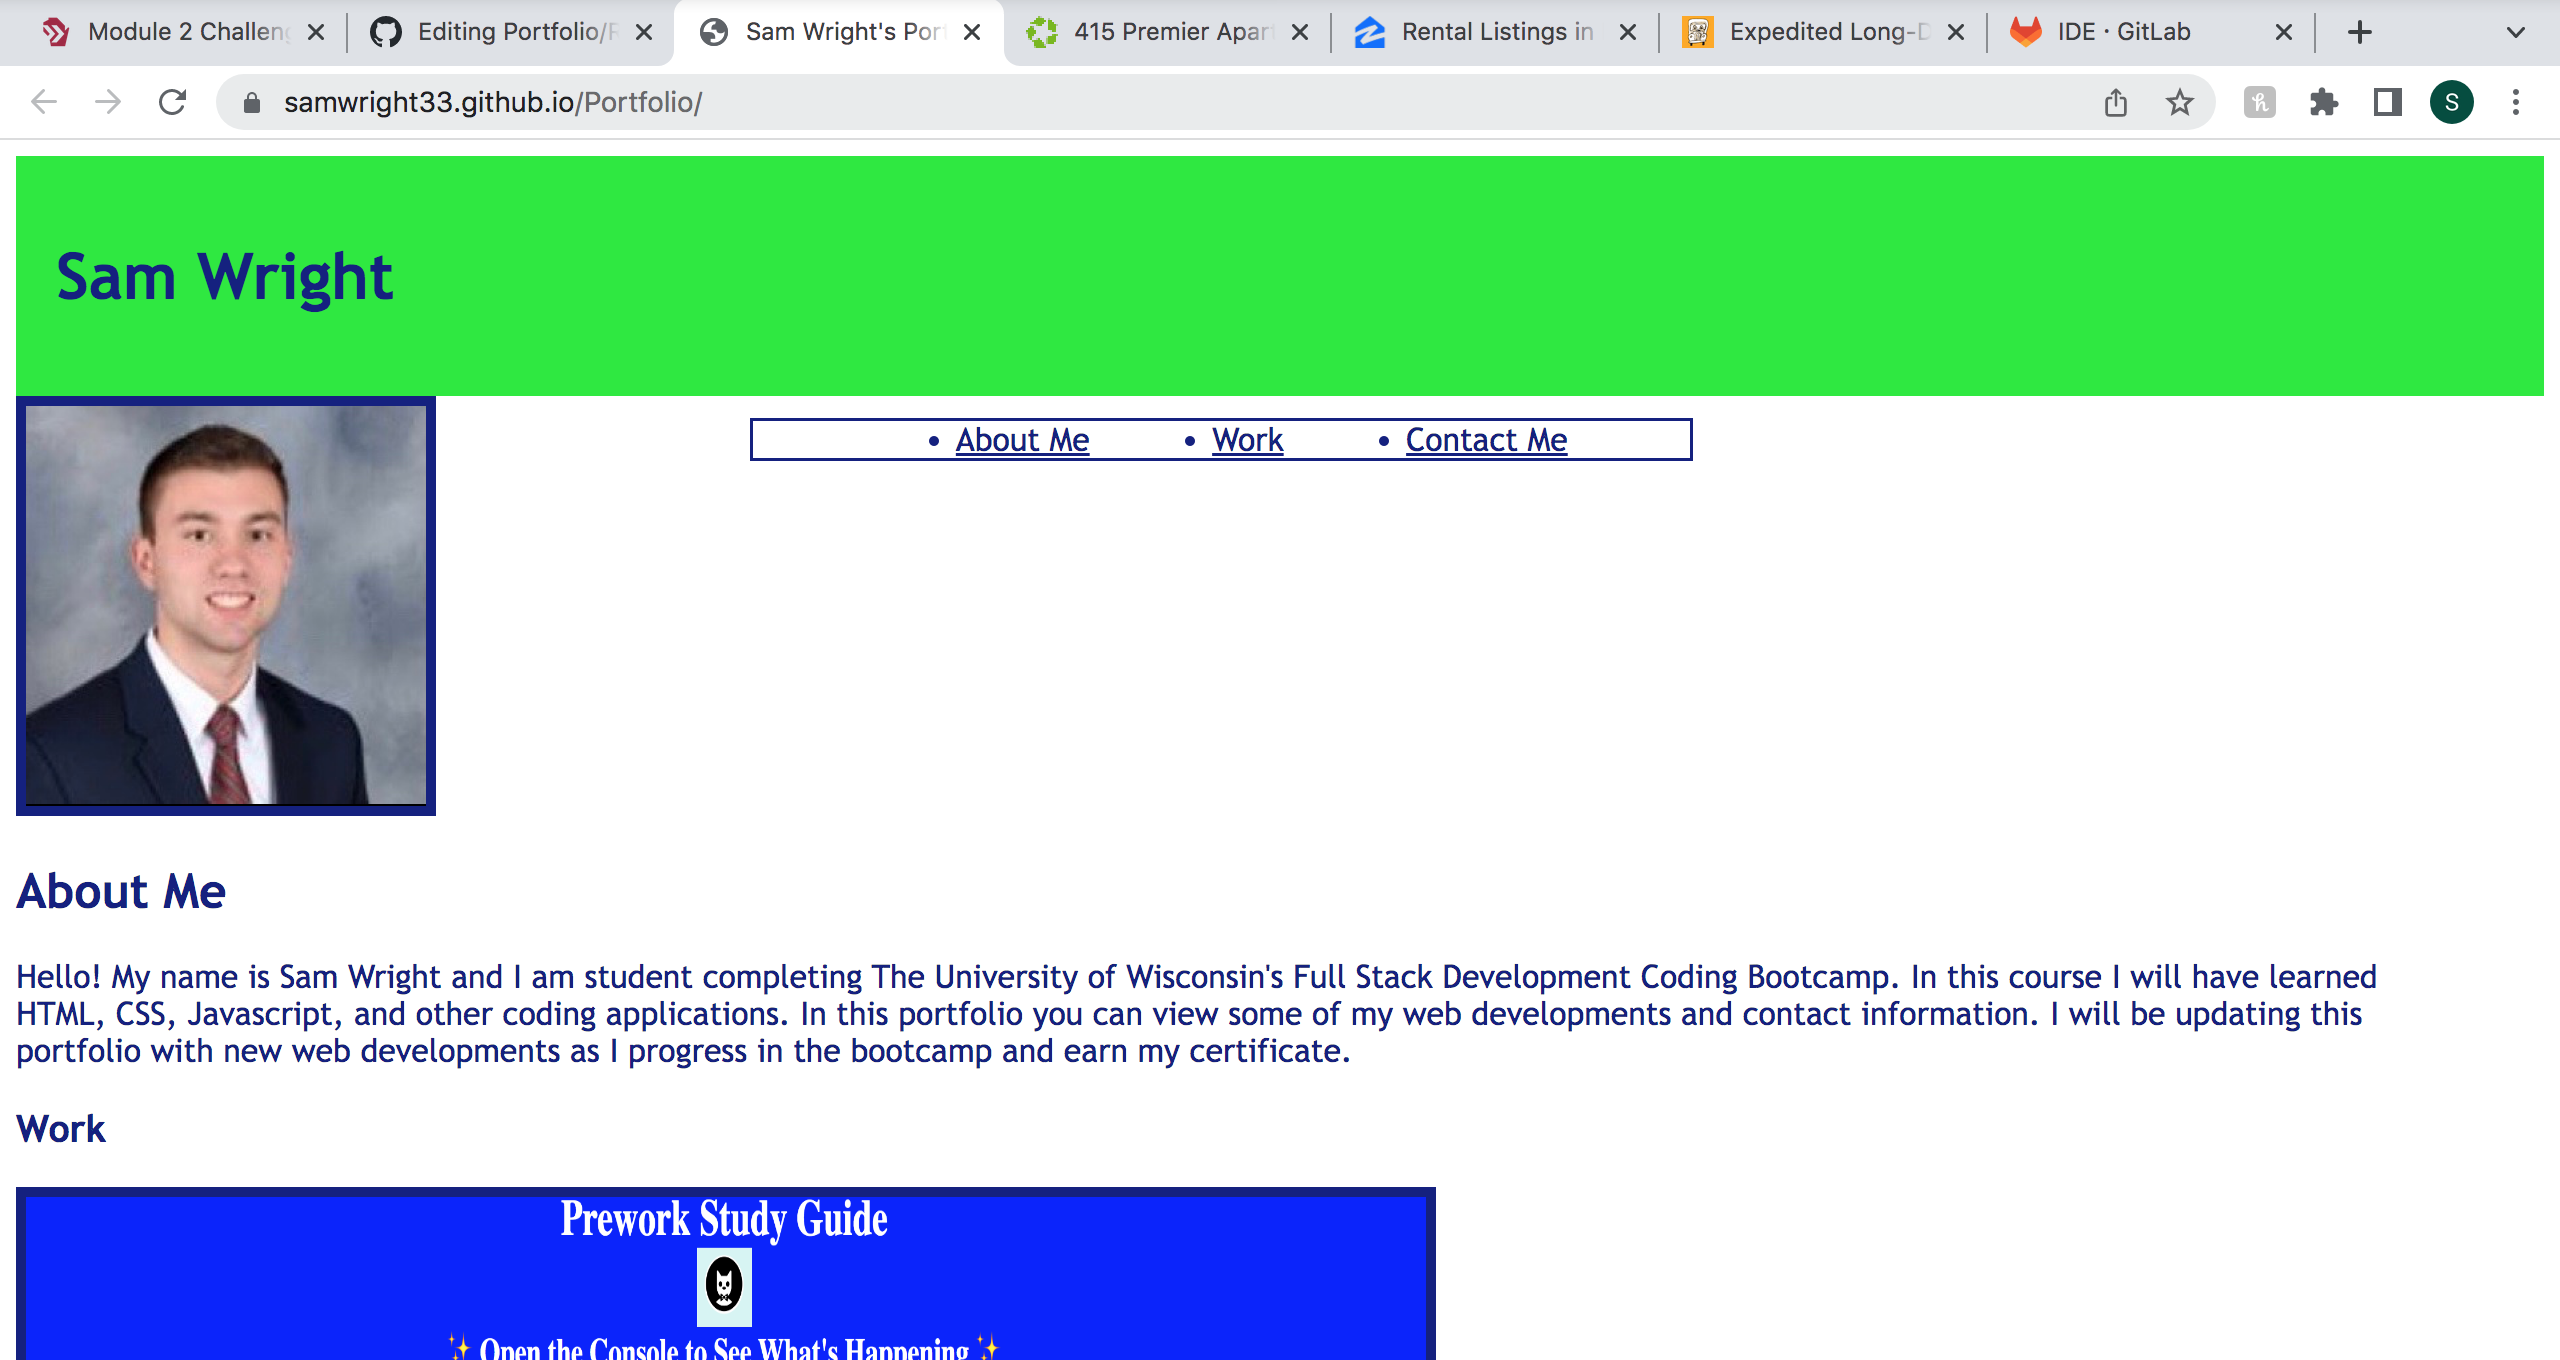 Module 2 Challen
Editing Portfolio/R
Sam Wright's Por
415 Premier Apar
Rental Listings in
Expedited Long-D
IDE · GitLab
samwright33.github.io/Portfolio/
S
Sam Wright
• About Me
• Work
• Contact Me
About Me
Hello! My name is Sam Wright and I am student completing The University of Wisconsin's Full Stack Development Coding Bootcamp. In this course I will have learned
HTML, CSS, Javascript, and other coding applications. In this portfolio you can view some of my web developments and contact information. I will be updating this
portfolio with new web developments as I progress in the bootcamp and earn my certificate.
Work
Prework Study Guide
✨ Open the Console to See What's Happening ✨